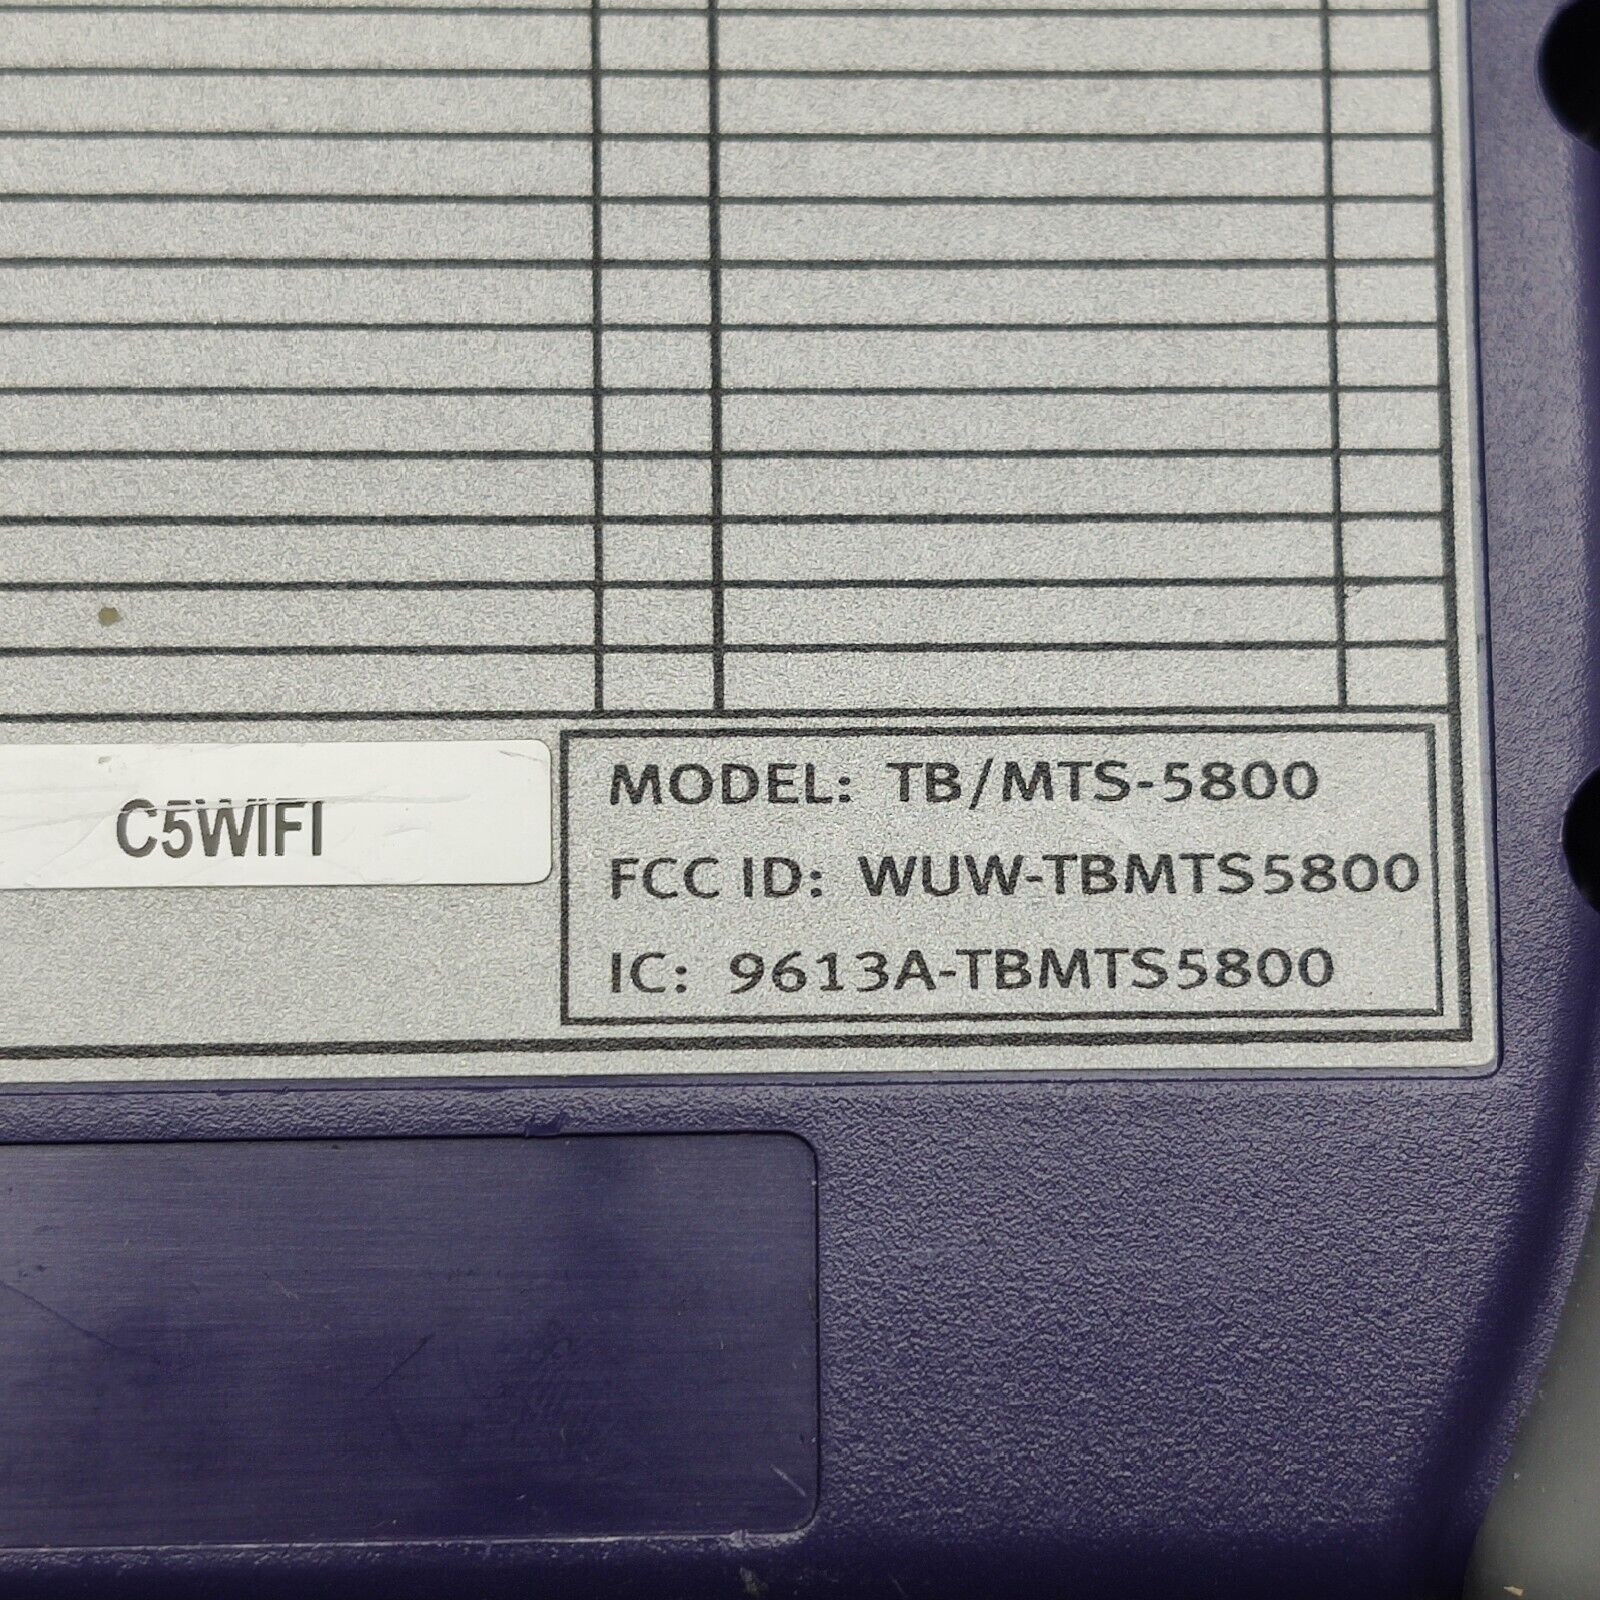 C5WIFI
MODEL: TB/MTS-5800
FCC ID: WUW-TBMTS5800
IC: 9613A-TBMTS5800